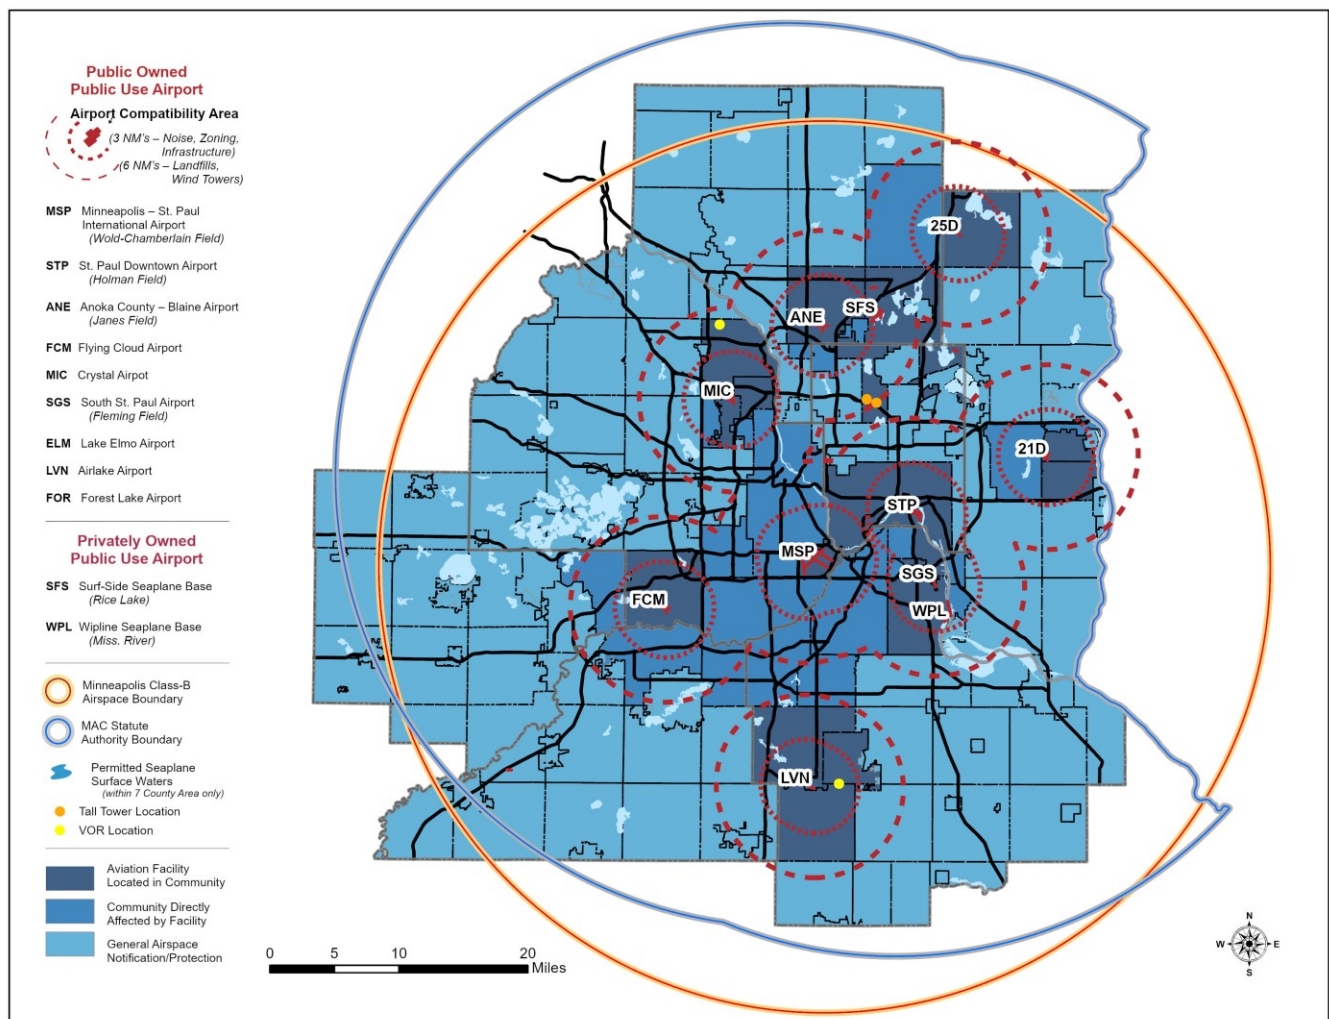 Public Owned
Public Use Airport
Airport Compatibility Area
(3 NM's – Noise, Zoning,
Infrastructure)
(6 NM's – Landfills,
Wind Towers)
MSP Minneapolis – St. Paul
International Airport
(Wold-Chamberlain Field)
STP St. Paul Downtown Airport
(Holman Field)
ANE Anoka County – Blaine Airport
(Janes Field)
FCM Flying Cloud Airport
MIC Crystal Airpot
SGS South St. Paul Airport
(Fleming Field)
ELM Lake Elmo Airport
LVN Airlake Airport
FOR Forest Lake Airport
Privately Owned
Public Use Airport
SFS Surf-Side Seaplane Base
(Rice Lake)
WPL Wipline Seaplane Base
(Miss. River)
Minneapolis Class-B
Airspace Boundary
MAC Statute
Authority Boundary
Permitted Seaplane
Surface Waters
(within 7 County Area only)
Tall Tower Location
VOR Location
Aviation Facility
Located in Community
Community Directly
Affected by Facility
General Airspace
Notification/Protection
25D
SFS
ANE
MIC
21D
STP
MSP
SGS
FCM
WPL
LVN
0 5 10 20
Miles
N
W E
S